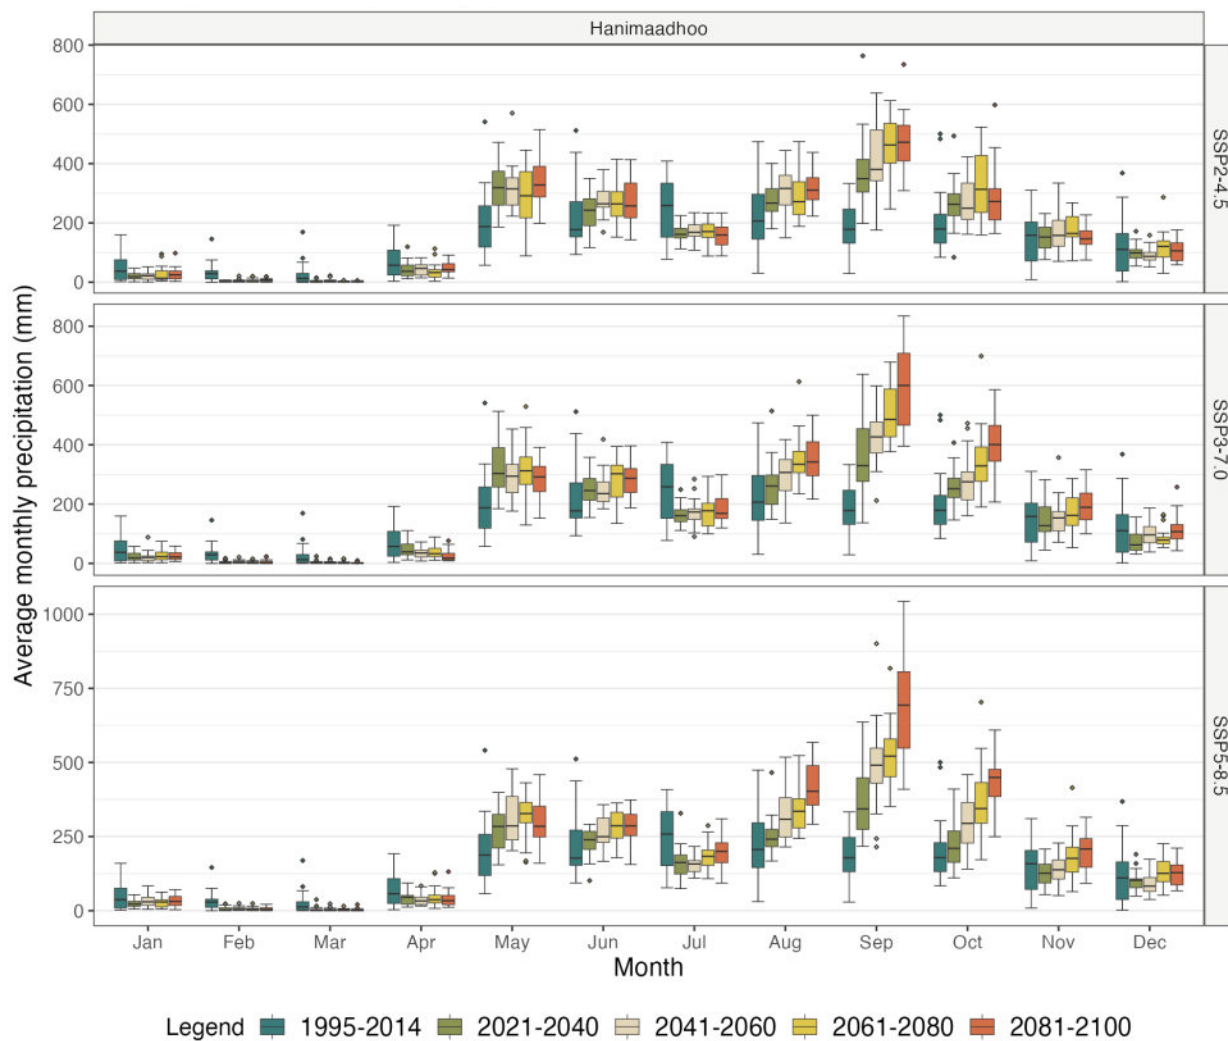 Hanimaadhoo
800
600
400
200
0
SSP2-4.5
800
600
400
200
0
SSP3-7.0
1000
750
500
250
0
SSP5-8.5
Average monthly precipitation (mm)
Jan Feb Mar Apr May Jun Jul Aug Sep Oct Nov Dec
Month
Legend 1995-2014 2021-2040 2041-2060 2061-2080 2081-2100